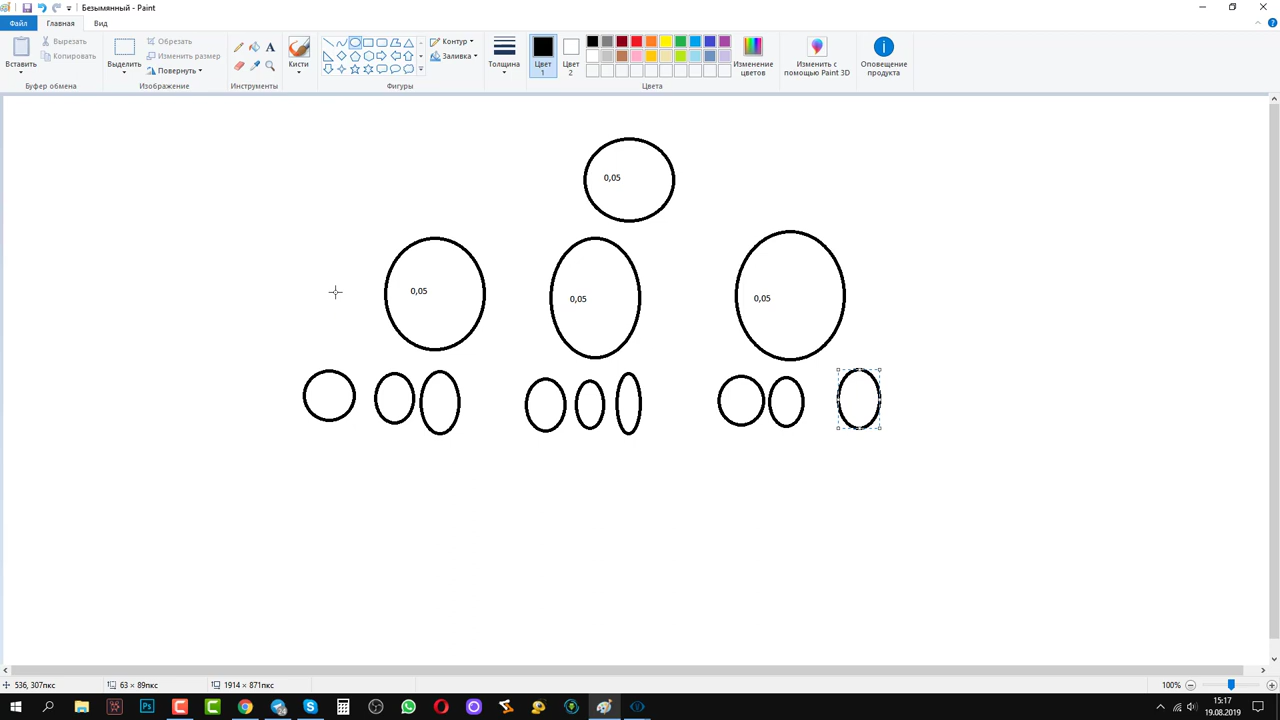 Безымянный - Paint
Файл Главная Вид
Вставить
Вырезать
Копировать
Буфер обмена
Выделить
Обрезать
Изменить размер
Повернуть
Изображение
Инструменты
Кисти
Контур
Заливка
Фигуры
Толщина
Цвет 1
Цвет 2
Цвета
Изменение цветов
Изменить с помощью Paint 3D
Оповещение продукта
0,05
0,05
0,05
0,05
536, 307пкс 63 × 89пкс 1914 × 871пкс 100%
15:17
19.08.2019